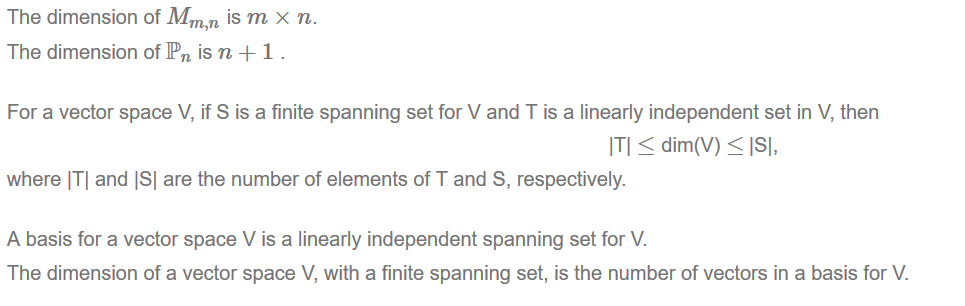 The dimension of $M_{m,n}$ is $m \times n$.
The dimension of $\mathbb{P}_n$ is $n + 1$ .
For a vector space V, if S is a finite spanning set for V and T is a linearly independent set in V, then
|T| ≤ dim(V) ≤ |S|,
where |T| and |S| are the number of elements of T and S, respectively.
A basis for a vector space V is a linearly independent spanning set for V.
The dimension of a vector space V, with a finite spanning set, is the number of vectors in a basis for V.